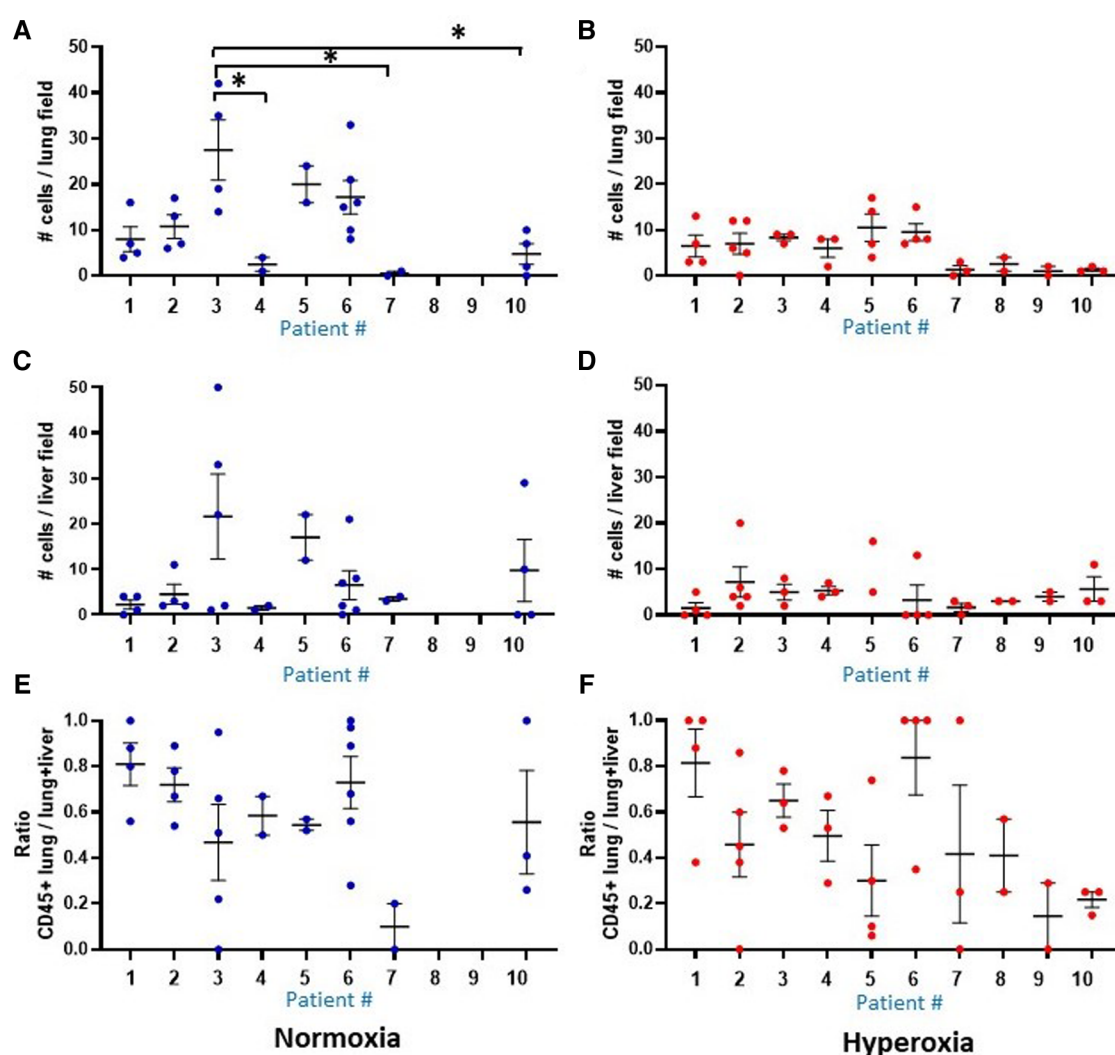 A
# cells / lung field
50
40
30
20
10
0
* * *
1 2 3 4 5 6 7 8 9 10
Patient #
B
# cells / lung field
50
40
30
20
10
0
1 2 3 4 5 6 7 8 9 10
Patient #
C
# cells / liver field
50
40
30
20
10
0
1 2 3 4 5 6 7 8 9 10
Patient #
D
# cells / liver field
50
40
30
20
10
0
1 2 3 4 5 6 7 8 9 10
Patient #
E
Ratio
CD45+ lung / lung+liver
1.0
0.8
0.6
0.4
0.2
0.0
1 2 3 4 5 6 7 8 9 10
Patient #
Normoxia
F
Ratio
CD45+ lung / lung+liver
1.0
0.8
0.6
0.4
0.2
0.0
1 2 3 4 5 6 7 8 9 10
Patient #
Hyperoxia